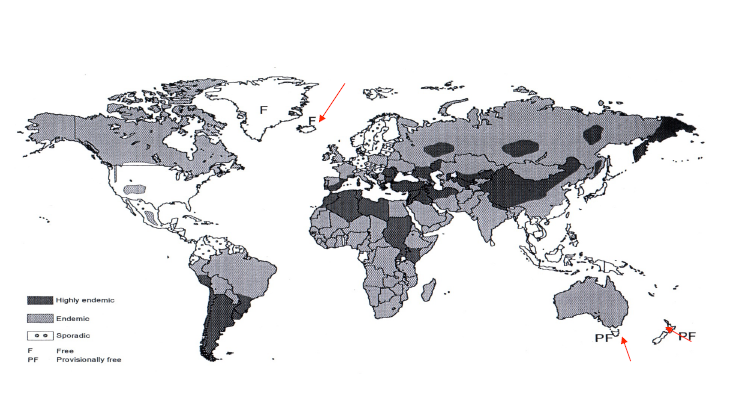 F
F
PF
PF
Highly endemic
Endemic
Sporadic
F Free
PF Provisionally free